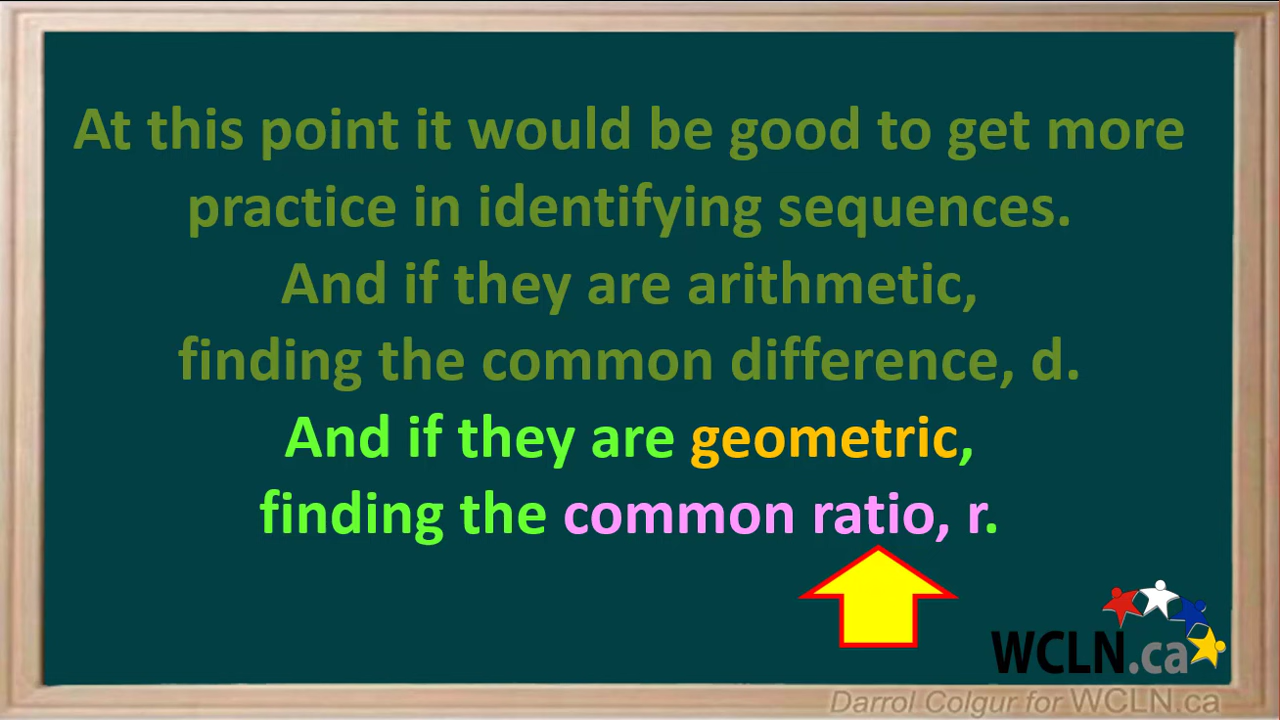 At this point it would be good to get more
practice in identifying sequences.
And if they are arithmetic,
finding the common difference, d.
And if they are geometric,
finding the common ratio, r.
WCLN.ca
Darrol Colgur for WCLN.ca